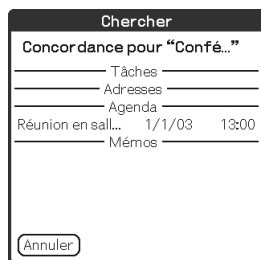 Chercher
Concordance pour “Confé...”
Tâches
Adresses
Agenda
Réunion en sall... 1/1/03 13:00
Mémos
Annuler